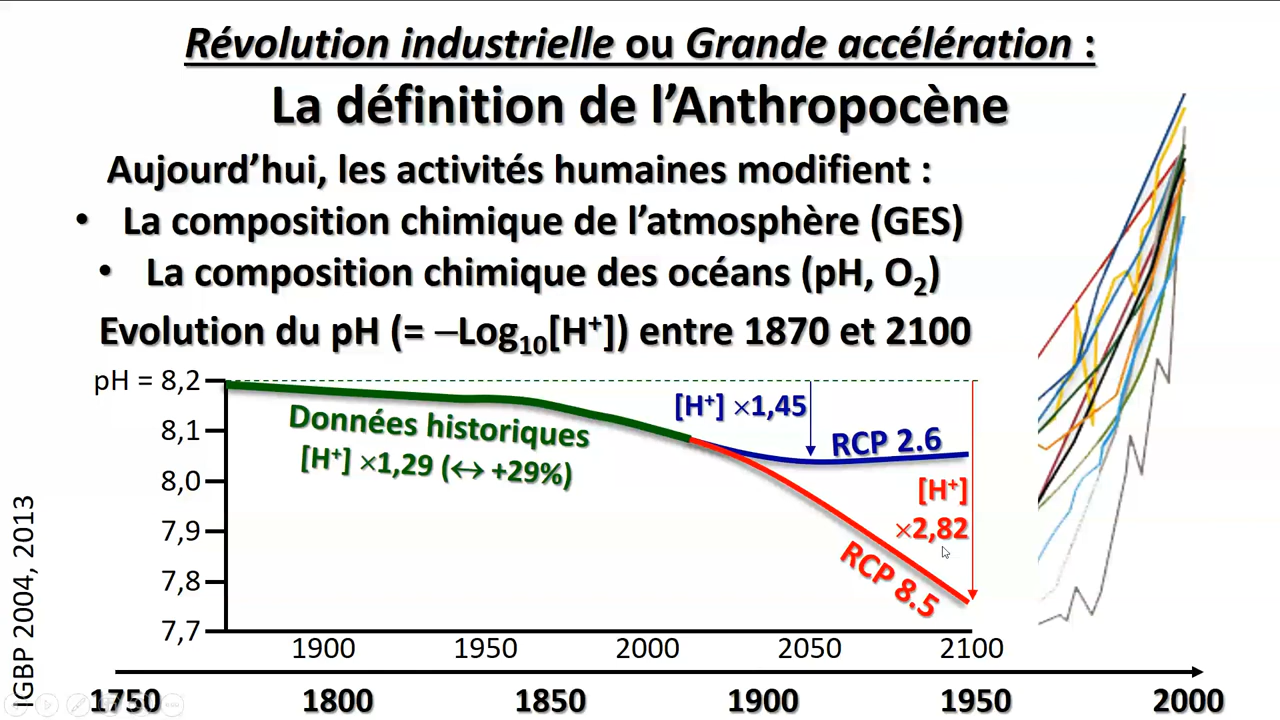 Révolution industrielle ou Grande accélération :
La définition de l’Anthropocène
Aujourd’hui, les activités humaines modifient :
• La composition chimique de l’atmosphère (GES)
• La composition chimique des océans (pH, O₂)
Evolution du pH (= −Log₁₀[H⁺]) entre 1870 et 2100
pH = 8,2
8,1
8,0
7,9
7,8
7,7
Données historiques
[H⁺] ×1,29 (↔ +29%)
[H⁺] ×1,45
RCP 2.6
[H⁺]
×2,82
RCP 8.5
1900 1950 2000 2050 2100
IGBP 2004, 2013
1750 1800 1850 1900 1950 2000